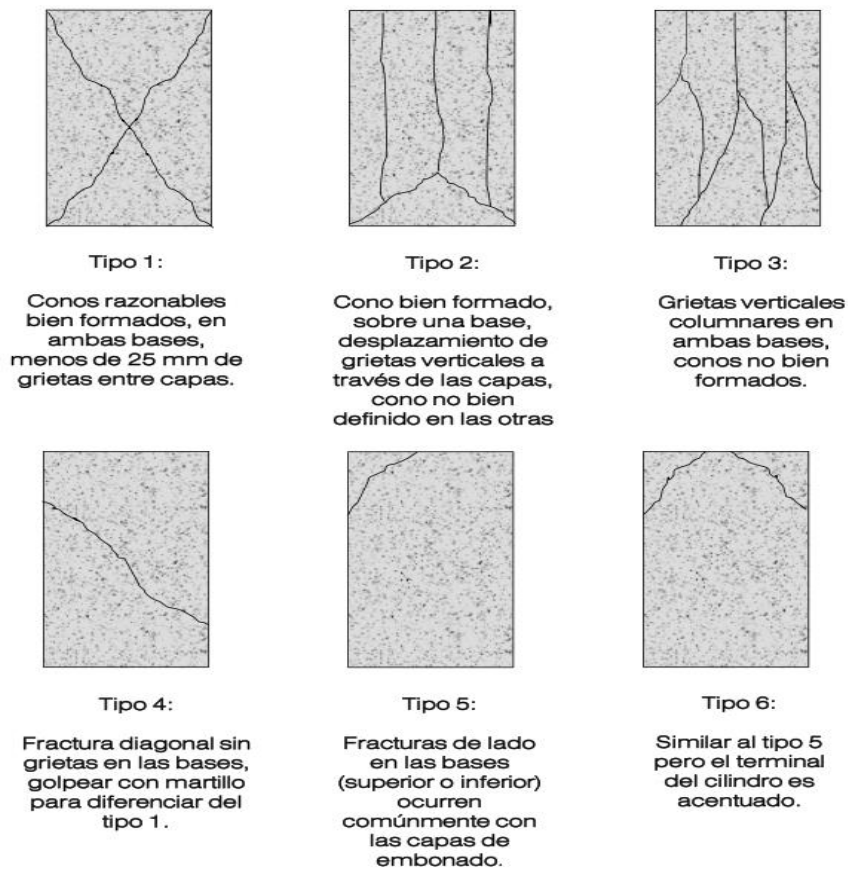 Tipo 1:
Conos razonables
bien formados, en
ambas bases,
menos de 25 mm de
grietas entre capas.
Tipo 2:
Cono bien formado,
sobre una base,
desplazamiento de
grietas verticales a
través de las capas,
cono no bien
definido en las otras
Tipo 3:
Grietas verticales
columnares en
ambas bases,
conos no bien
formados.
Tipo 4:
Fractura diagonal sin
grietas en las bases,
golpear con martillo
para diferenciar del
tipo 1.
Tipo 5:
Fracturas de lado
en las bases
(superior o inferior)
ocurren
comúnmente con
las capas de
embonado.
Tipo 6:
Similar al tipo 5
pero el terminal
del cilindro es
acentuado.